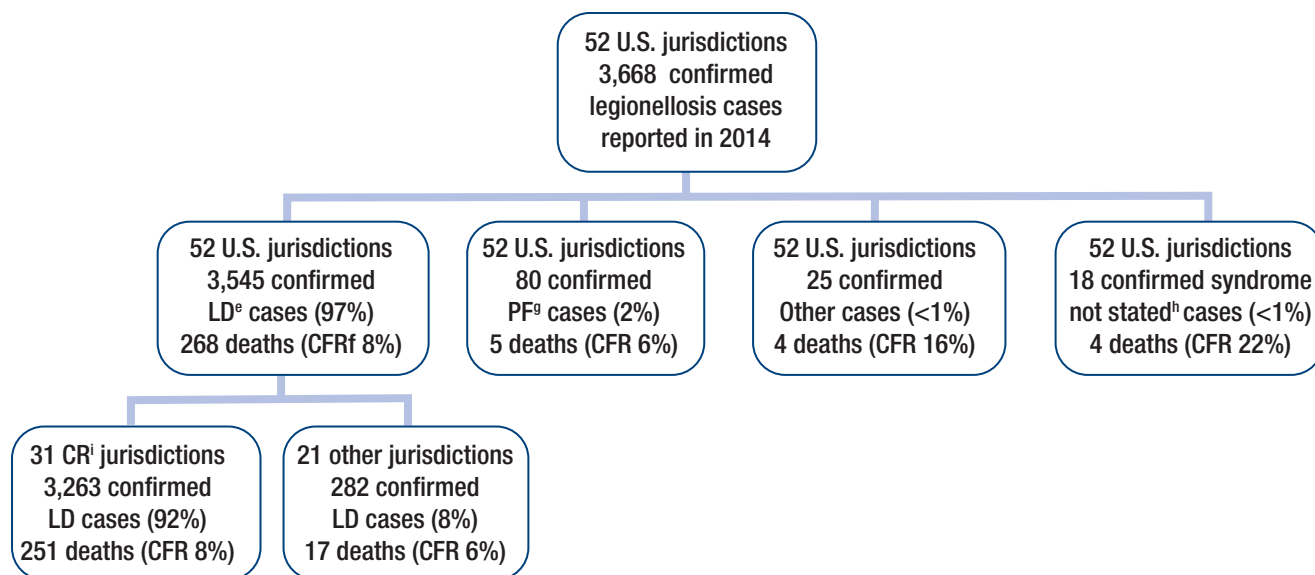 52 U.S. jurisdictions
3,668 confirmed
legionellosis cases
reported in 2014
52 U.S. jurisdictions
3,545 confirmed
LDᵉ cases (97%)
268 deaths (CFRf 8%)
52 U.S. jurisdictions
80 confirmed
PFᵍ cases (2%)
5 deaths (CFR 6%)
52 U.S. jurisdictions
25 confirmed
Other cases (<1%)
4 deaths (CFR 16%)
52 U.S. jurisdictions
18 confirmed syndrome
not statedʰ cases (<1%)
4 deaths (CFR 22%)
31 CRⁱ jurisdictions
3,263 confirmed
LD cases (92%)
251 deaths (CFR 8%)
21 other jurisdictions
282 confirmed
LD cases (8%)
17 deaths (CFR 6%)